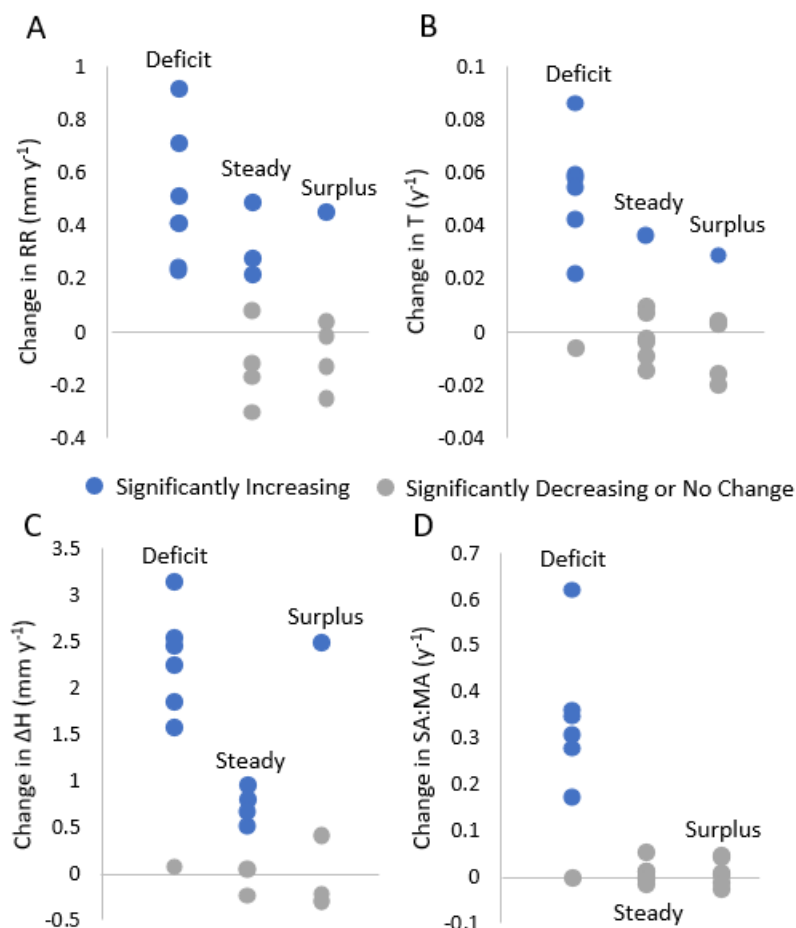 A
Deficit
Steady
Surplus
Change in RR (mm y⁻¹)
1
0.8
0.6
0.4
0.2
0
-0.2
-0.4
B
Deficit
Steady
Surplus
Change in T (y⁻¹)
0.1
0.08
0.06
0.04
0.02
0
-0.02
-0.04
Significantly Increasing
Significantly Decreasing or No Change
C
Deficit
Surplus
Steady
Change in ΔH (mm y⁻¹)
3.5
3
2.5
2
1.5
1
0.5
0
-0.5
D
Deficit
Surplus
Steady
Change in SA:MA (y⁻¹)
0.7
0.6
0.5
0.4
0.3
0.2
0.1
0
-0.1